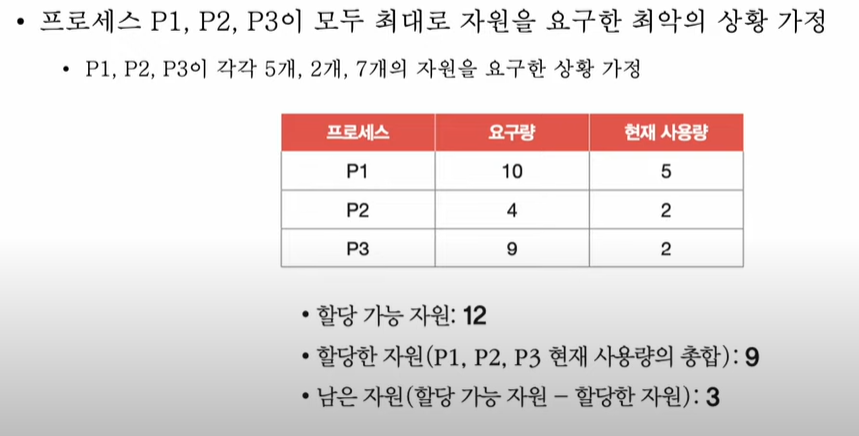 • 프로세스 P1, P2, P3이 모두 최대로 자원을 요구한 최악의 상황 가정
• P1, P2, P3이 각각 5개, 2개, 7개의 자원을 요구한 상황 가정
프로세스 요구량 현재 사용량
P1 10 5
P2 4 2
P3 9 2
• 할당 가능 자원: 12
• 할당한 자원(P1, P2, P3 현재 사용량의 총합): 9
• 남은 자원(할당 가능 자원 – 할당한 자원): 3